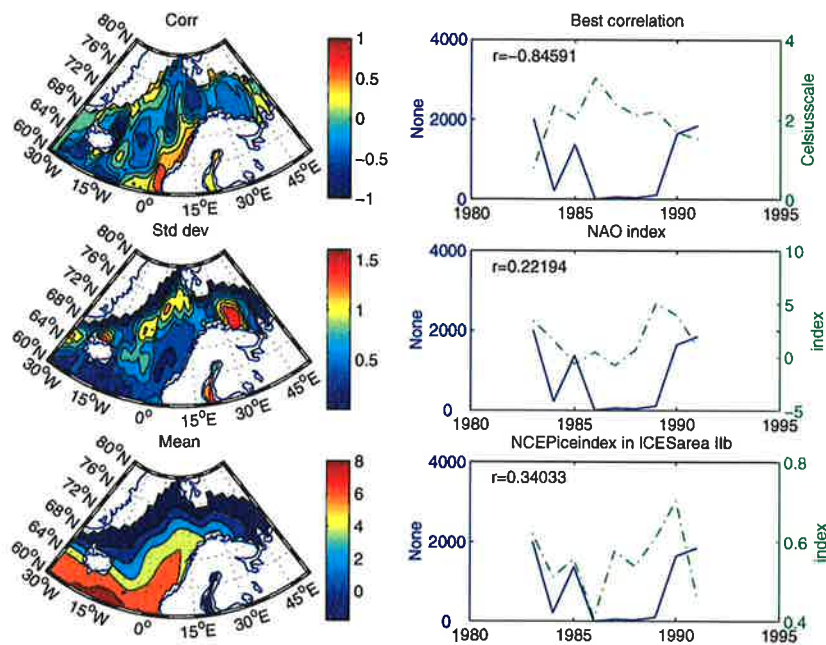 Corr
80°N
76°N
72°N
68°N
64°N
60°N
30°W
15°W
0°
15°E
30°E
45°E
1
0.5
0
−0.5
−1
Best correlation
r=−0.84591
4000
2000
0
None
4
2
0
Celsiusscale
1980
1985
1990
1995
Std dev
80°N
76°N
72°N
68°N
64°N
60°N
30°W
15°W
0°
15°E
30°E
45°E
1.5
1
0.5
NAO index
r=0.22194
4000
2000
0
None
10
5
0
−5
index
1980
1985
1990
1995
Mean
80°N
76°N
72°N
68°N
64°N
60°N
30°W
15°W
0°
15°E
30°E
45°E
8
6
4
2
0
−1
NCEPiceindex in ICESarea IIb
r=0.34033
4000
2000
0
None
0.8
0.6
0.4
index
1980
1985
1990
1995